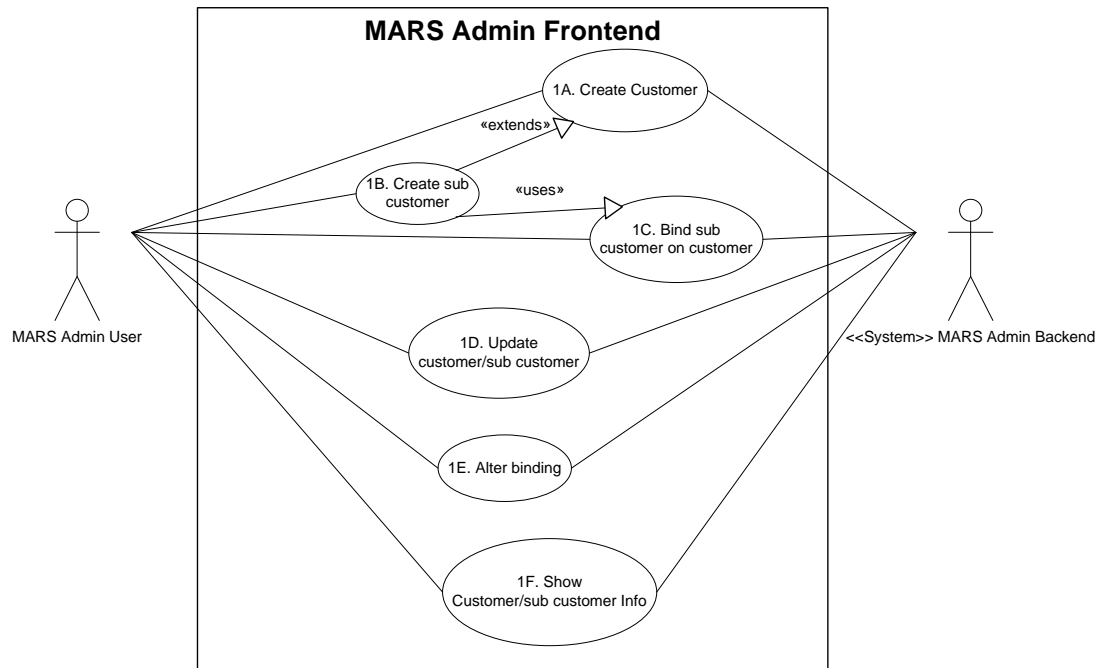 MARS Admin Frontend
1A. Create Customer
«extends»
1B. Create sub
customer
«uses»
1C. Bind sub
customer on customer
MARS Admin User
1D. Update
customer/sub customer
<<System>> MARS Admin Backend
1E. Alter binding
1F. Show
Customer/sub customer Info